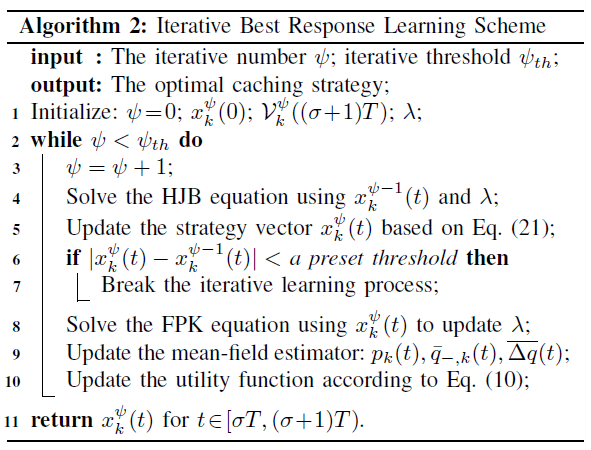 Algorithm 2: Iterative Best Response Learning Scheme
input : The iterative number ψ; iterative threshold ψ_{th};
output: The optimal caching strategy;
1 Initialize: ψ=0; x_k^ψ(0); 𝒱_k^ψ((σ+1)T); λ;
2 while ψ < ψ_{th} do
3 ψ = ψ + 1;
4 Solve the HJB equation using x_k^{ψ−1}(t) and λ;
5 Update the strategy vector x_k^ψ(t) based on Eq. (21);
6 if |x_k^ψ(t) − x_k^{ψ−1}(t)| < a preset threshold then
7 Break the iterative learning process;
8 Solve the FPK equation using x_k^ψ(t) to update λ;
9 Update the mean-field estimator: p_k(t), q̄_{−,k}(t), \overline{Δq}(t);
10 Update the utility function according to Eq. (10);
11 return x_k^ψ(t) for t∈[σT, (σ+1)T).